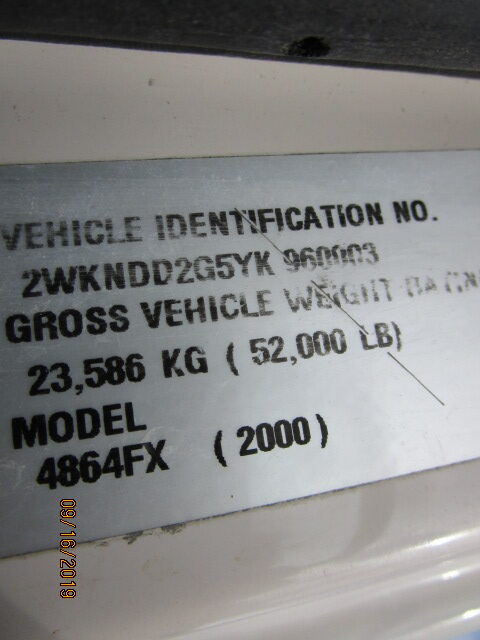 VEHICLE IDENTIFICATION NO.
2WKNDD2G5YK 960003
GROSS VEHICLE WEIGHT
23,586 KG ( 52,000 LB)
MODEL
4864FX ( 2000 )
09/16/2019